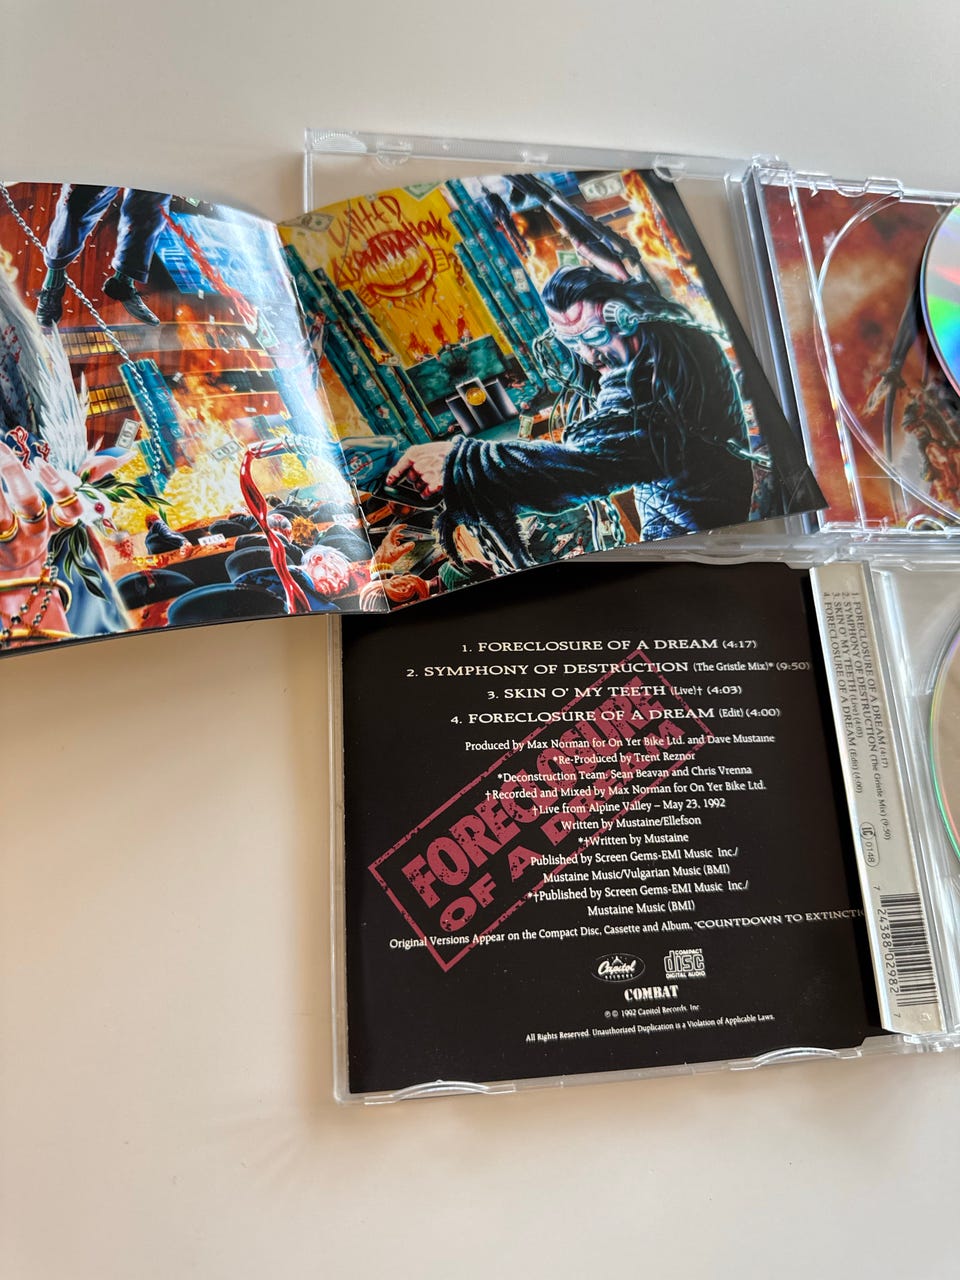 UNITED
ABOMINATIONS
1. FORECLOSURE OF A DREAM (4:17)
2. SYMPHONY OF DESTRUCTION (The Gristle Mix)* (9:50)
3. SKIN O' MY TEETH (Live)† (4:03)
4. FORECLOSURE OF A DREAM (Edit) (4:00)
Produced by Max Norman for On Yer Bike Ltd. and Dave Mustaine
*Re-Produced by Trent Reznor
*Deconstruction Team: Sean Beavan and Chris Vrenna
†Recorded and Mixed by Max Norman for On Yer Bike Ltd.
†Live from Alpine Valley – May 23, 1992
Written by Mustaine/Ellefson
*†Written by Mustaine
Published by Screen Gems-EMI Music Inc./
Mustaine Music/Vulgarian Music (BMI)
*†Published by Screen Gems-EMI Music Inc./
Mustaine Music (BMI)
Original Versions Appear on the Compact Disc, Cassette and Album, "COUNTDOWN TO EXTINCTI
FORECLOSURE
OF A DREAM
Capitol
RECORDS
COMPACT
disc
DIGITAL AUDIO
COMBAT
℗ © 1992 Capitol Records, Inc.
All Rights Reserved. Unauthorized Duplication is a Violation of Applicable Laws.
1. FORECLOSURE OF A DREAM (4:17)
2. SYMPHONY OF DESTRUCTION (The Gristle Mix) (9:50)
3. SKIN O' MY TEETH (Live) (4:03)
4. FORECLOSURE OF A DREAM (Edit) (4:00)
0148
7 24388 02982 7